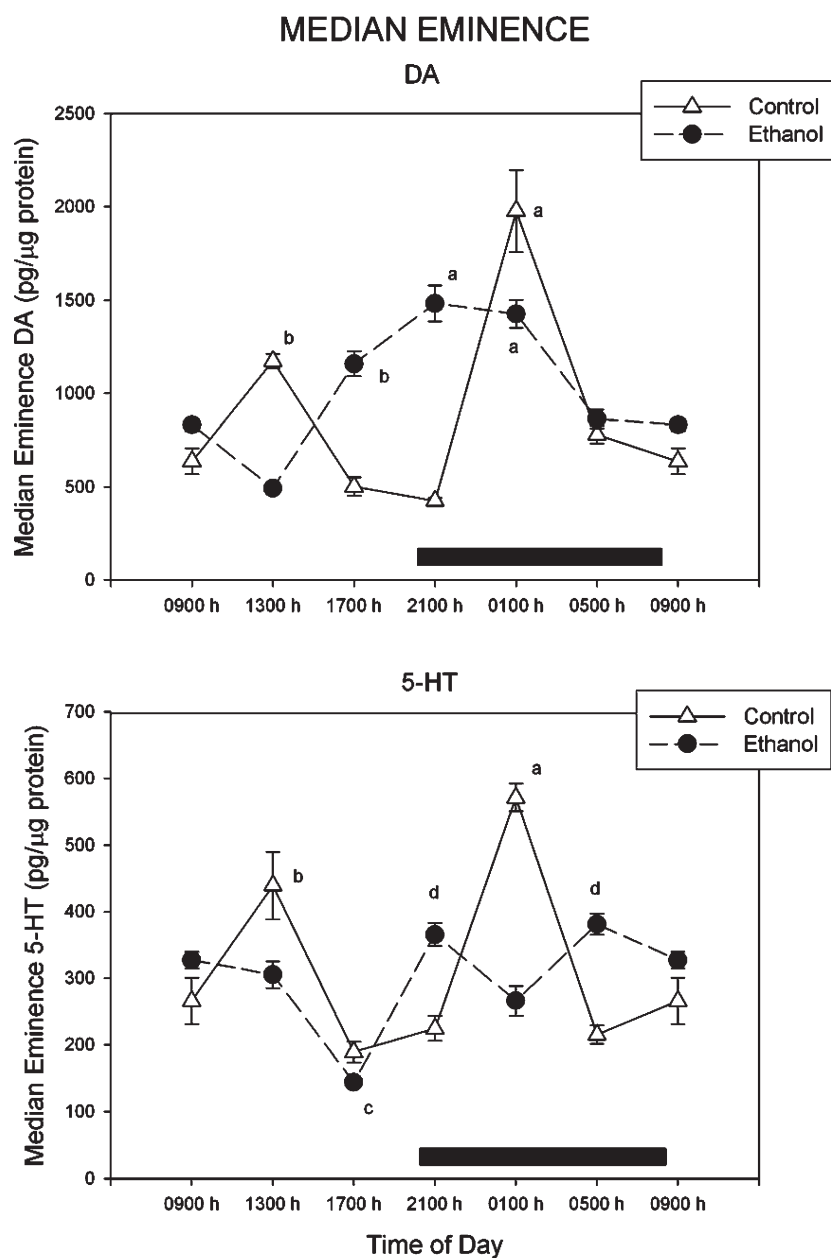 MEDIAN EMINENCE
DA
Control
Ethanol
Median Eminence DA (pg/µg protein)
2500
2000
1500
1000
500
0
a
a
b
b
a
0900 h 1300 h 1700 h 2100 h 0100 h 0500 h 0900 h
5-HT
Control
Ethanol
Median Eminence 5-HT (pg/µg protein)
700
600
500
400
300
200
100
0
a
b
d
d
c
0900 h 1300 h 1700 h 2100 h 0100 h 0500 h 0900 h
Time of Day